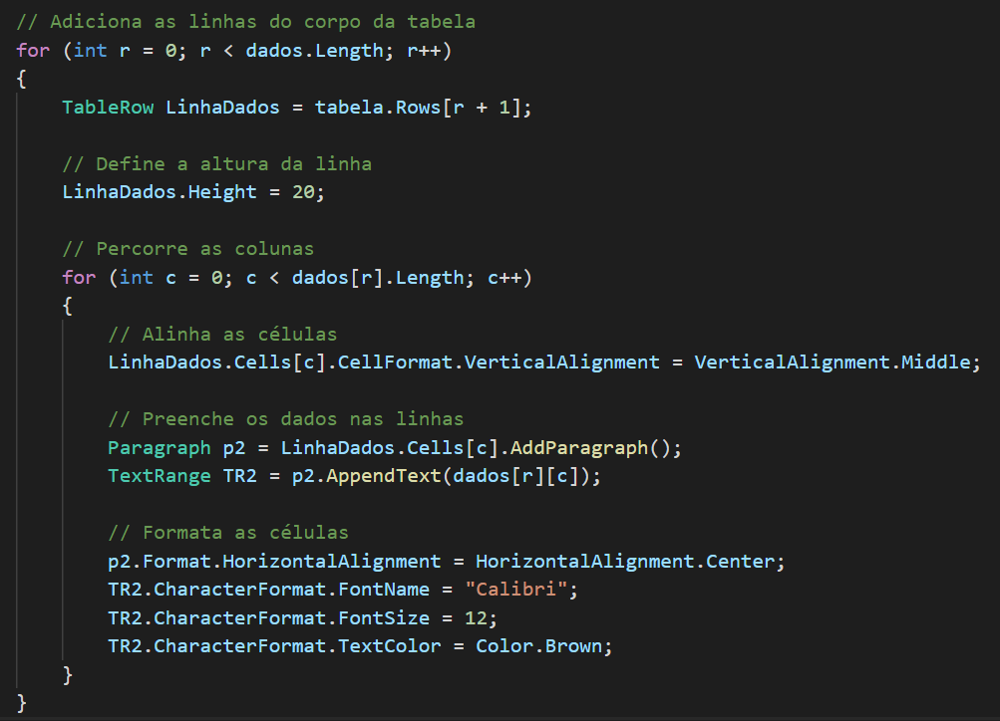 // Adiciona as linhas do corpo da tabela
for (int r = 0; r < dados.Length; r++)
{
    TableRow LinhaDados = tabela.Rows[r + 1];

    // Define a altura da linha
    LinhaDados.Height = 20;

    // Percorre as colunas
    for (int c = 0; c < dados[r].Length; c++)
    {
        // Alinha as células
        LinhaDados.Cells[c].CellFormat.VerticalAlignment = VerticalAlignment.Middle;

        // Preenche os dados nas linhas
        Paragraph p2 = LinhaDados.Cells[c].AddParagraph();
        TextRange TR2 = p2.AppendText(dados[r][c]);

        // Formata as células
        p2.Format.HorizontalAlignment = HorizontalAlignment.Center;
        TR2.CharacterFormat.FontName = "Calibri";
        TR2.CharacterFormat.FontSize = 12;
        TR2.CharacterFormat.TextColor = Color.Brown;
    }
}